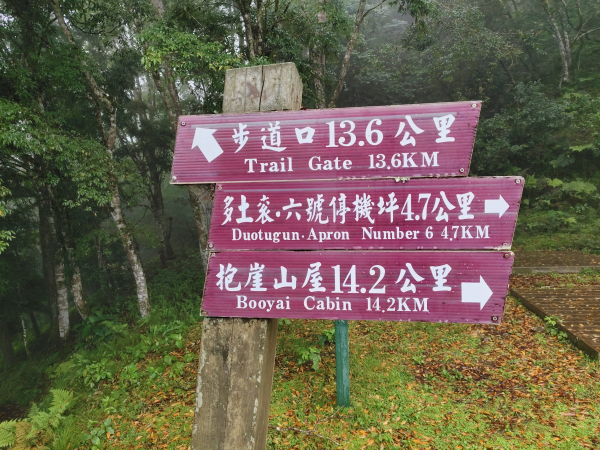 步道口 13.6 公里
Trail Gate 13.6KM
多土袞·六號停機坪4.7公里
Duotugun.Apron Number 6 4.7KM
抱崖山屋 14.2 公里
Booyai Cabin 14.2KM